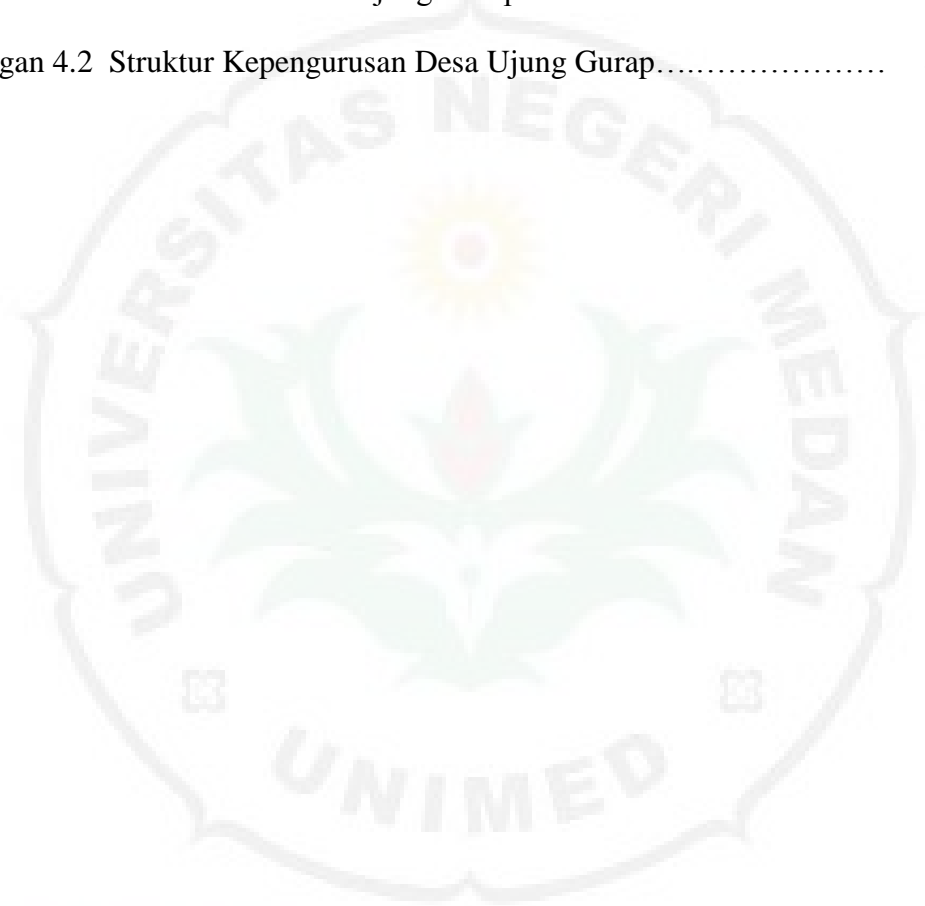 gan 4.2 Struktur Kepengurusan Desa Ujung Gurap….………………
UNIVERSITAS NEGERI MEDAN
UNIMED